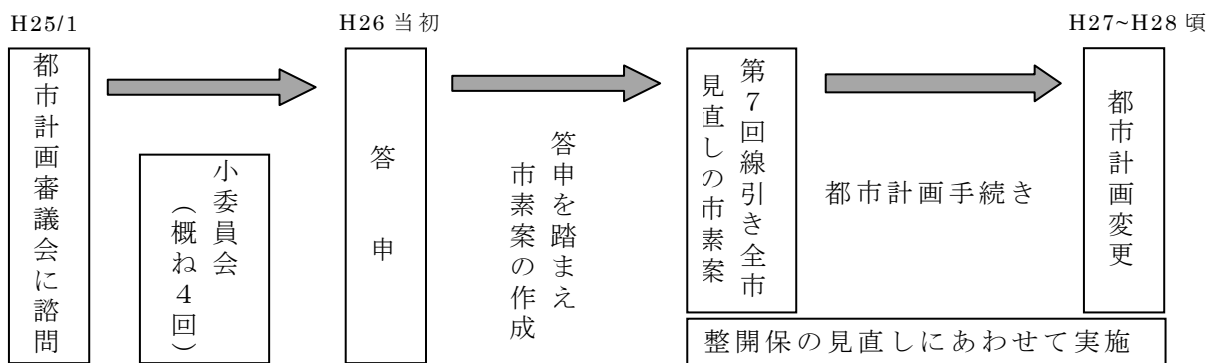 H25/1
都市計画審議会に諮問
小委員会
（概ね４回）
H26 当初
答申
答申を踏まえ
市素案の作成
第７回線引き全市
見直しの市素案
都市計画手続き
H27~H28 頃
都市計画変更
整開保の見直しにあわせて実施